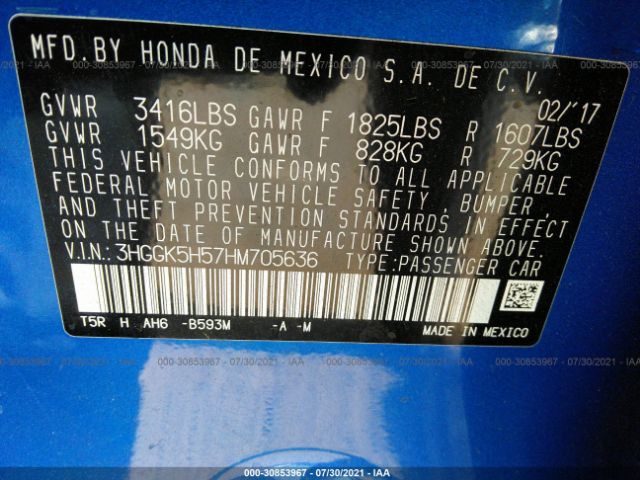 MFD BY HONDA DE MEXICO S.A. DE C.V.
02/'17
GVWR 3416LBS GAWR F 1825LBS R 1607LBS
GVWR 1549KG GAWR F 828KG R 729KG
THIS VEHICLE CONFORMS TO ALL APPLICABLE
FEDERAL MOTOR VEHICLE SAFETY, BUMPER,
AND THEFT PREVENTION STANDARDS IN EFFECT
ON THE DATE OF MANUFACTURE SHOWN ABOVE.
V.I.N.: 3HGGK5H57HM705636 TYPE:PASSENGER CAR
T5R H AH6 -B593M -A -M
MADE IN MEXICO
000-30853967 - 07/30/2021 - IAA